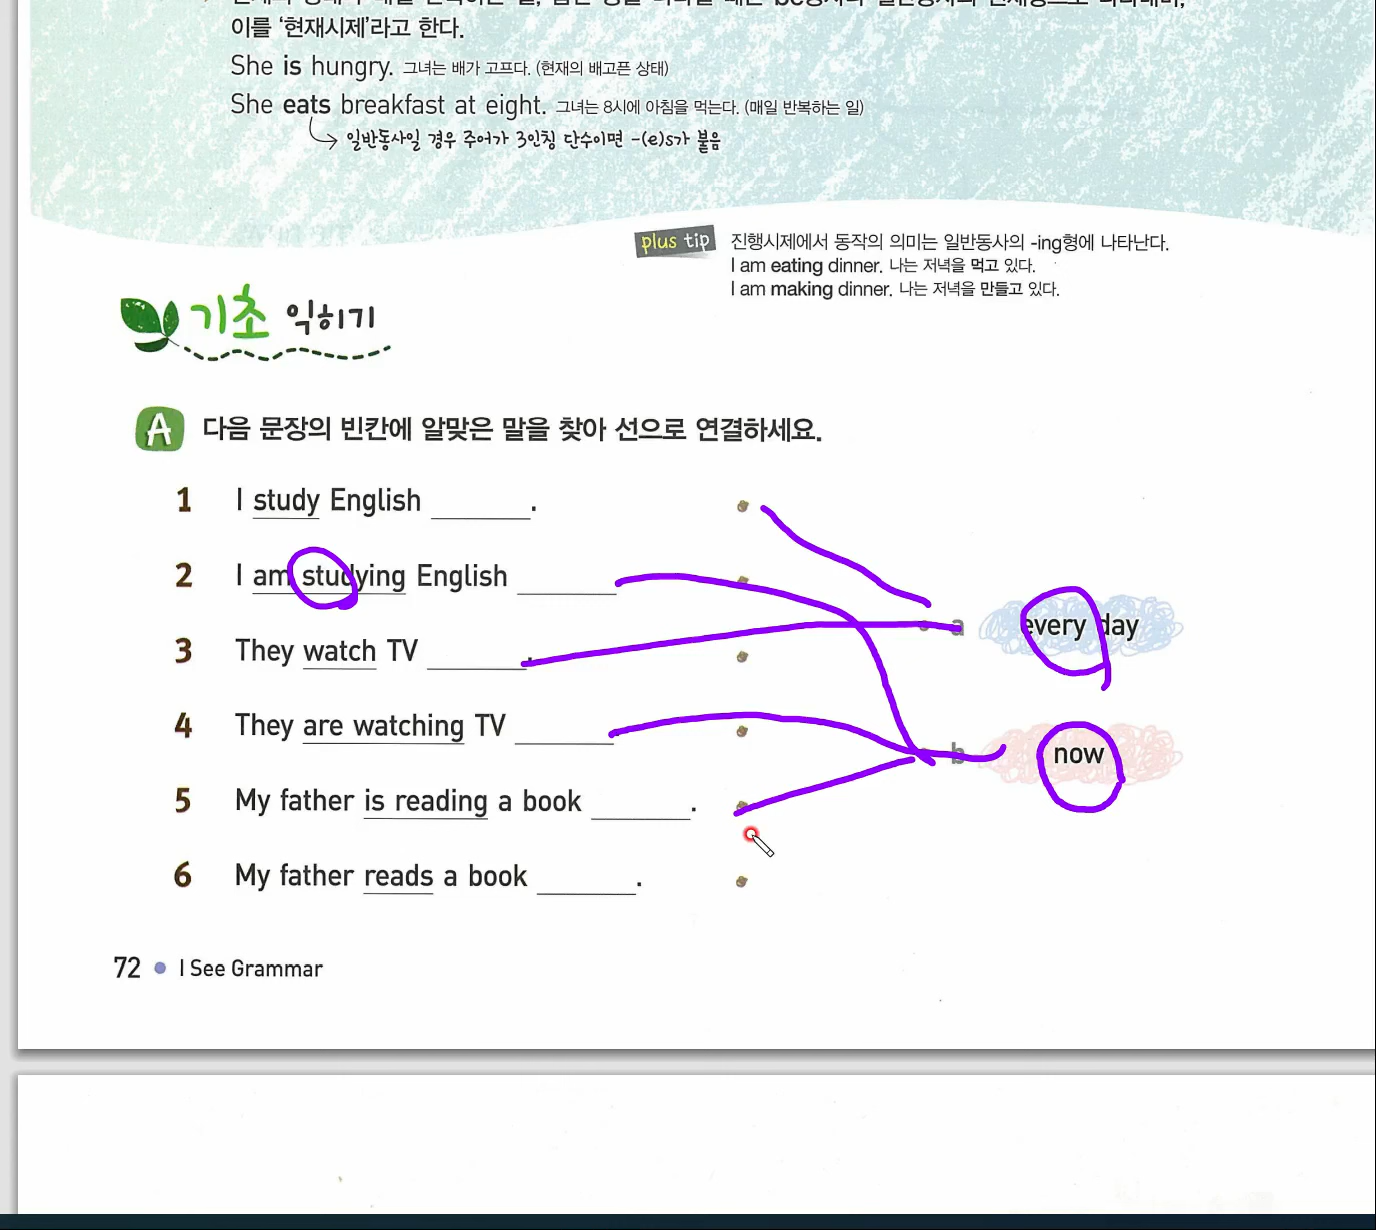 이를 ‘현재시제’라고 한다.
She is hungry. 그녀는 배가 고프다. (현재의 배고픈 상태)
She eats breakfast at eight. 그녀는 8시에 아침을 먹는다. (매일 반복하는 일)
일반동사일 경우 주어가 3인칭 단수이면 -(e)s가 붙음
plus tip 진행시제에서 동작의 의미는 일반동사의 -ing형에 나타난다.
I am eating dinner. 나는 저녁을 먹고 있다.
I am making dinner. 나는 저녁을 만들고 있다.
기초 익히기
A 다음 문장의 빈칸에 알맞은 말을 찾아 선으로 연결하세요.
1 I study English ______.
2 I am studying English ______
3 They watch TV ______.
4 They are watching TV ______
5 My father is reading a book ______.
6 My father reads a book ______.
a every day
b now
72 • I See Grammar